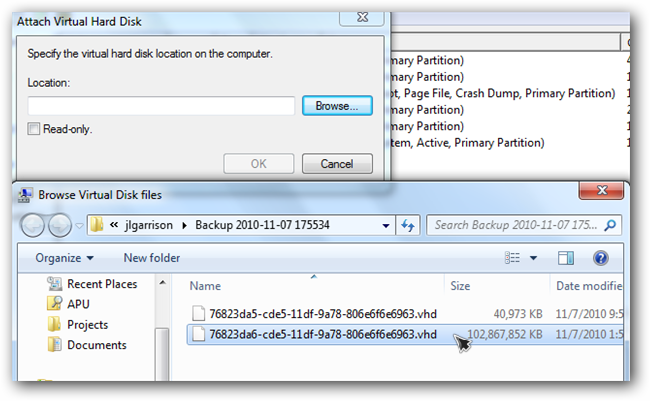 Attach Virtual Hard Disk
Specify the virtual hard disk location on the computer.
Location:
Browse...
Read-only.
OK
Cancel
mary Partition)
mary Partition)
ot, Page File, Crash Dump, Primary Partition)
mary Partition)
mary Partition)
tem, Active, Primary Partition)
Browse Virtual Disk files
« jlgarrison ▸ Backup 2010-11-07 175534
Search Backup 2010-11-07 175...
Organize ▾ New folder
Name Size Date modifie
Recent Places
APU
Projects
Documents
76823da5-cde5-11df-9a78-806e6f6e6963.vhd 40,973 KB 11/7/2010 9:5
76823da6-cde5-11df-9a78-806e6f6e6963.vhd 102,867,852 KB 11/7/2010 9: